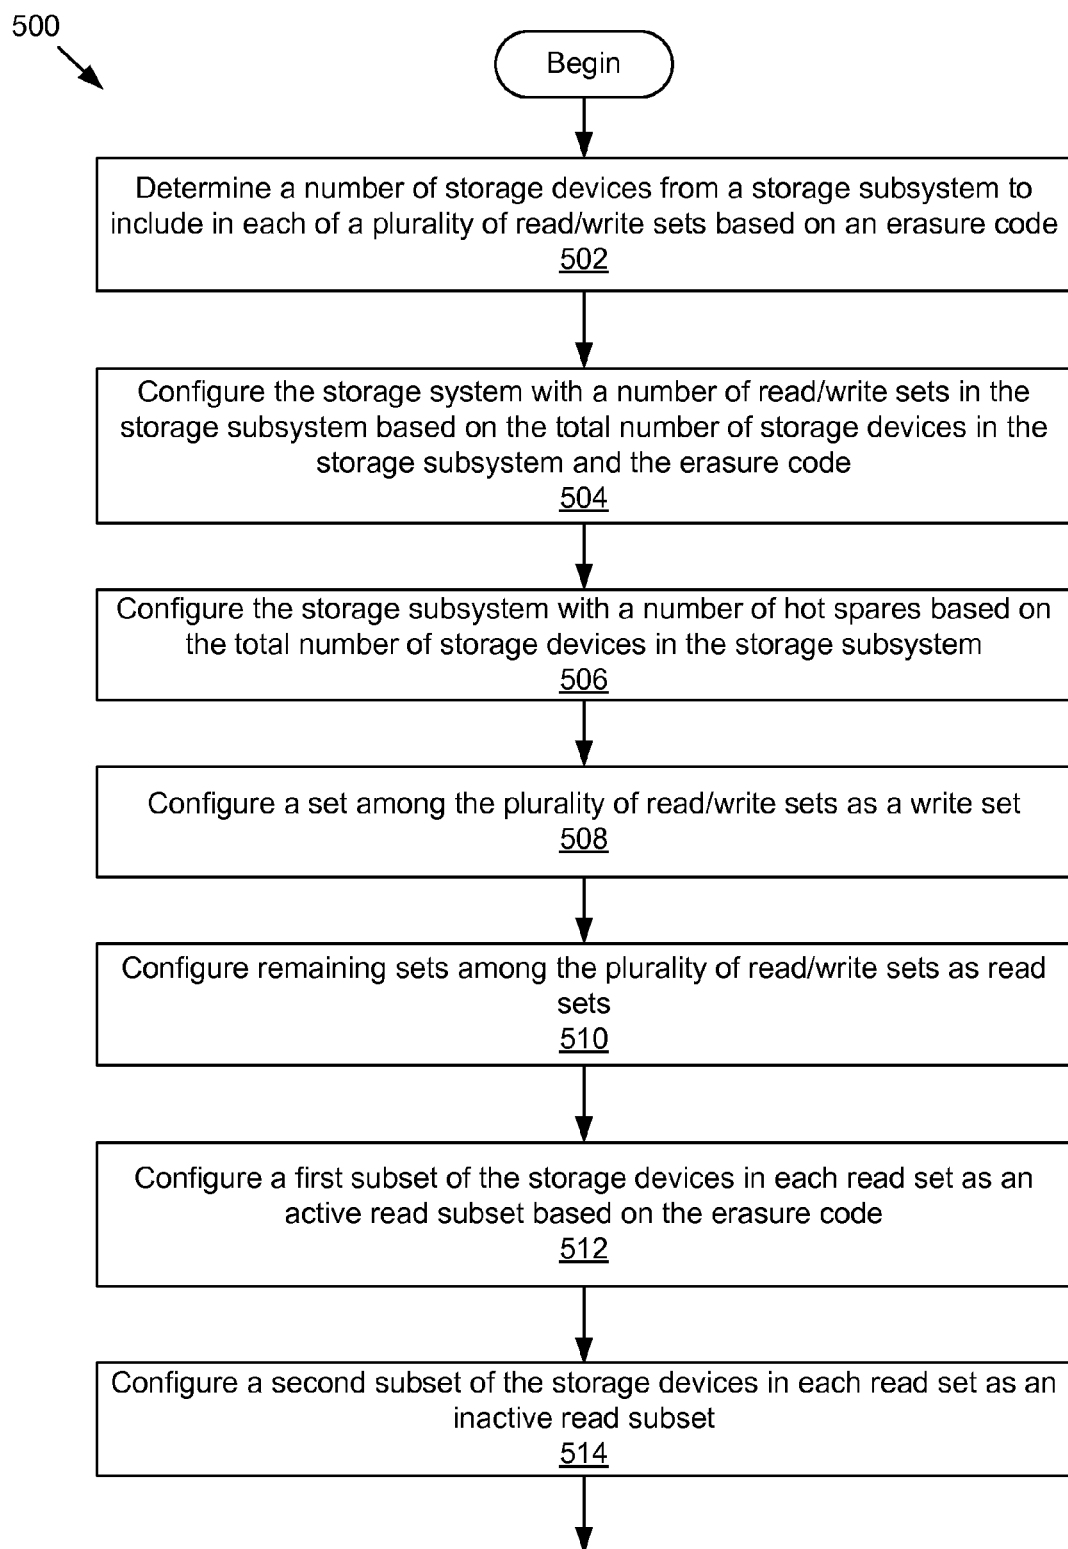 500
Begin
Determine a number of storage devices from a storage subsystem to
include in each of a plurality of read/write sets based on an erasure code
502
Configure the storage system with a number of read/write sets in the
storage subsystem based on the total number of storage devices in the
storage subsystem and the erasure code
504
Configure the storage subsystem with a number of hot spares based on
the total number of storage devices in the storage subsystem
506
Configure a set among the plurality of read/write sets as a write set
508
Configure remaining sets among the plurality of read/write sets as read
sets
510
Configure a first subset of the storage devices in each read set as an
active read subset based on the erasure code
512
Configure a second subset of the storage devices in each read set as an
inactive read subset
514